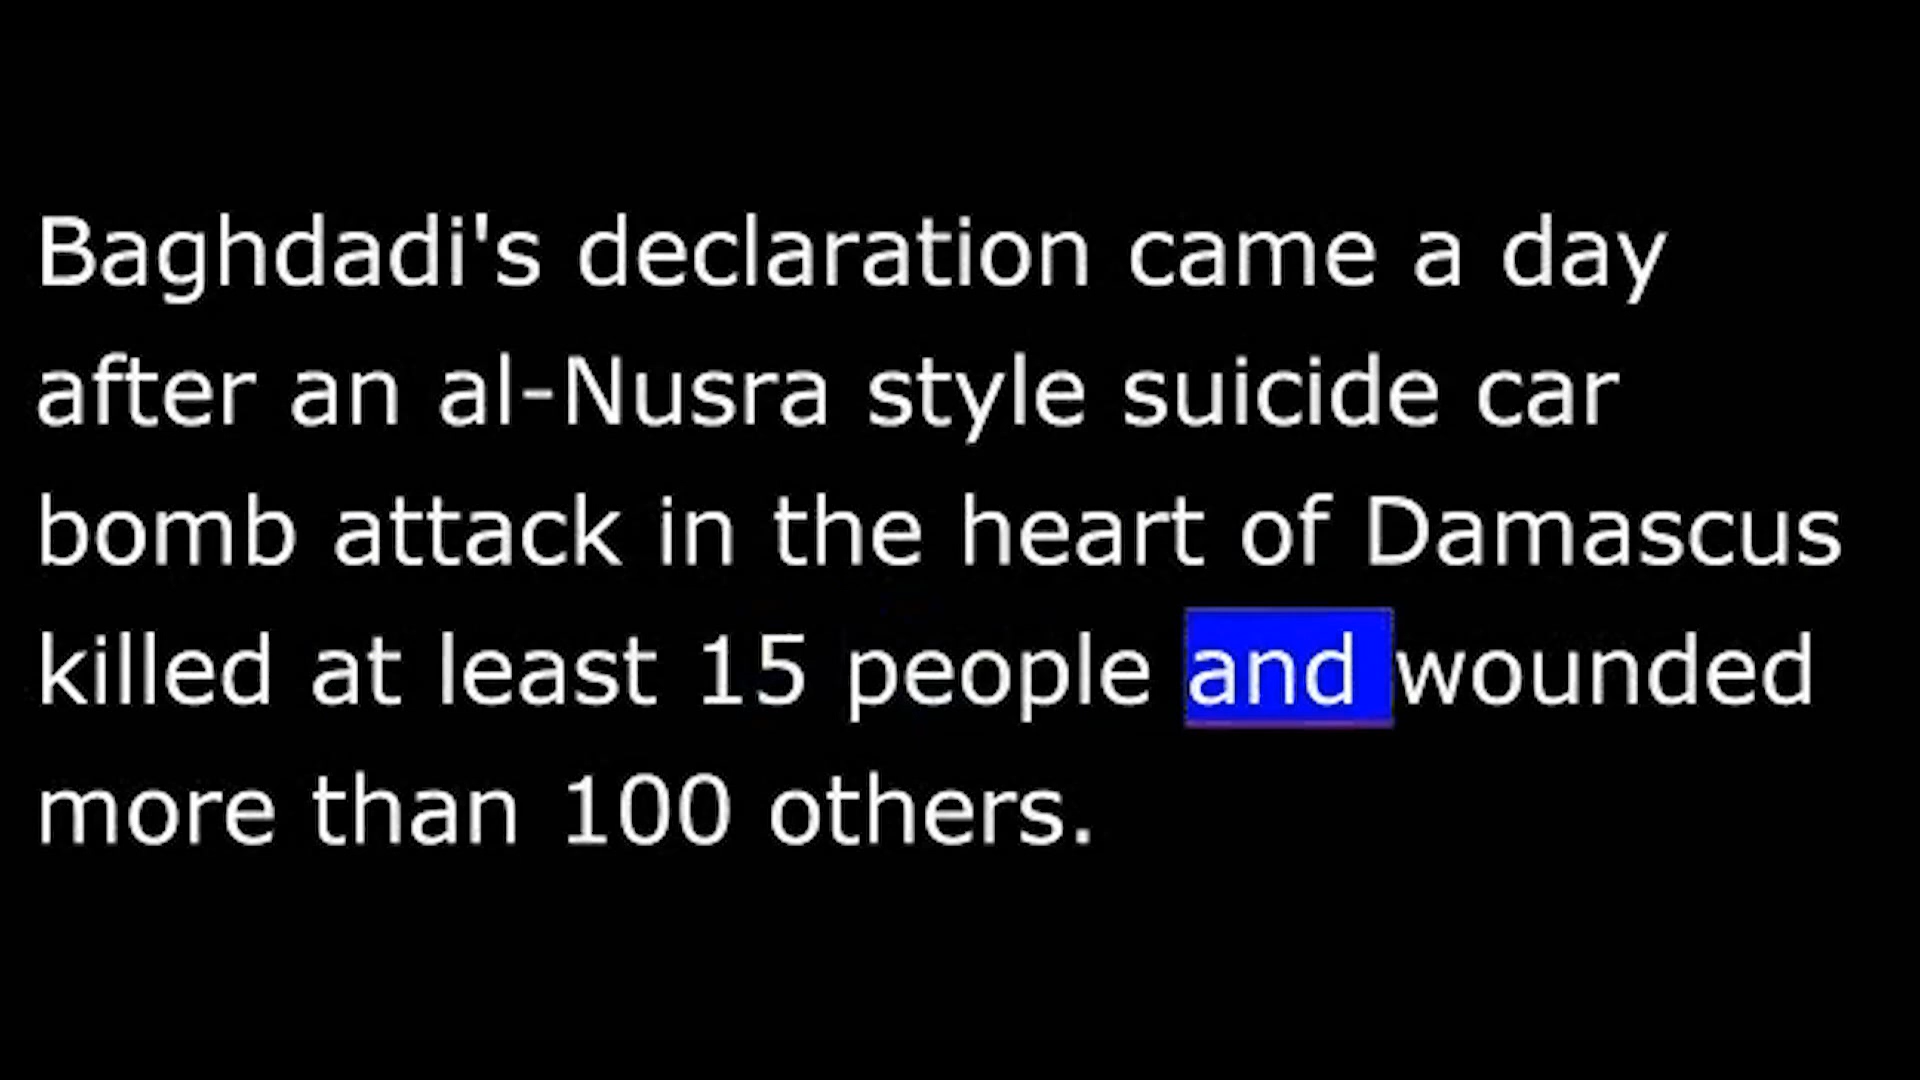 Baghdadi's declaration came a day
after an al-Nusra style suicide car
bomb attack in the heart of Damascus
killed at least 15 people and wounded
more than 100 others.